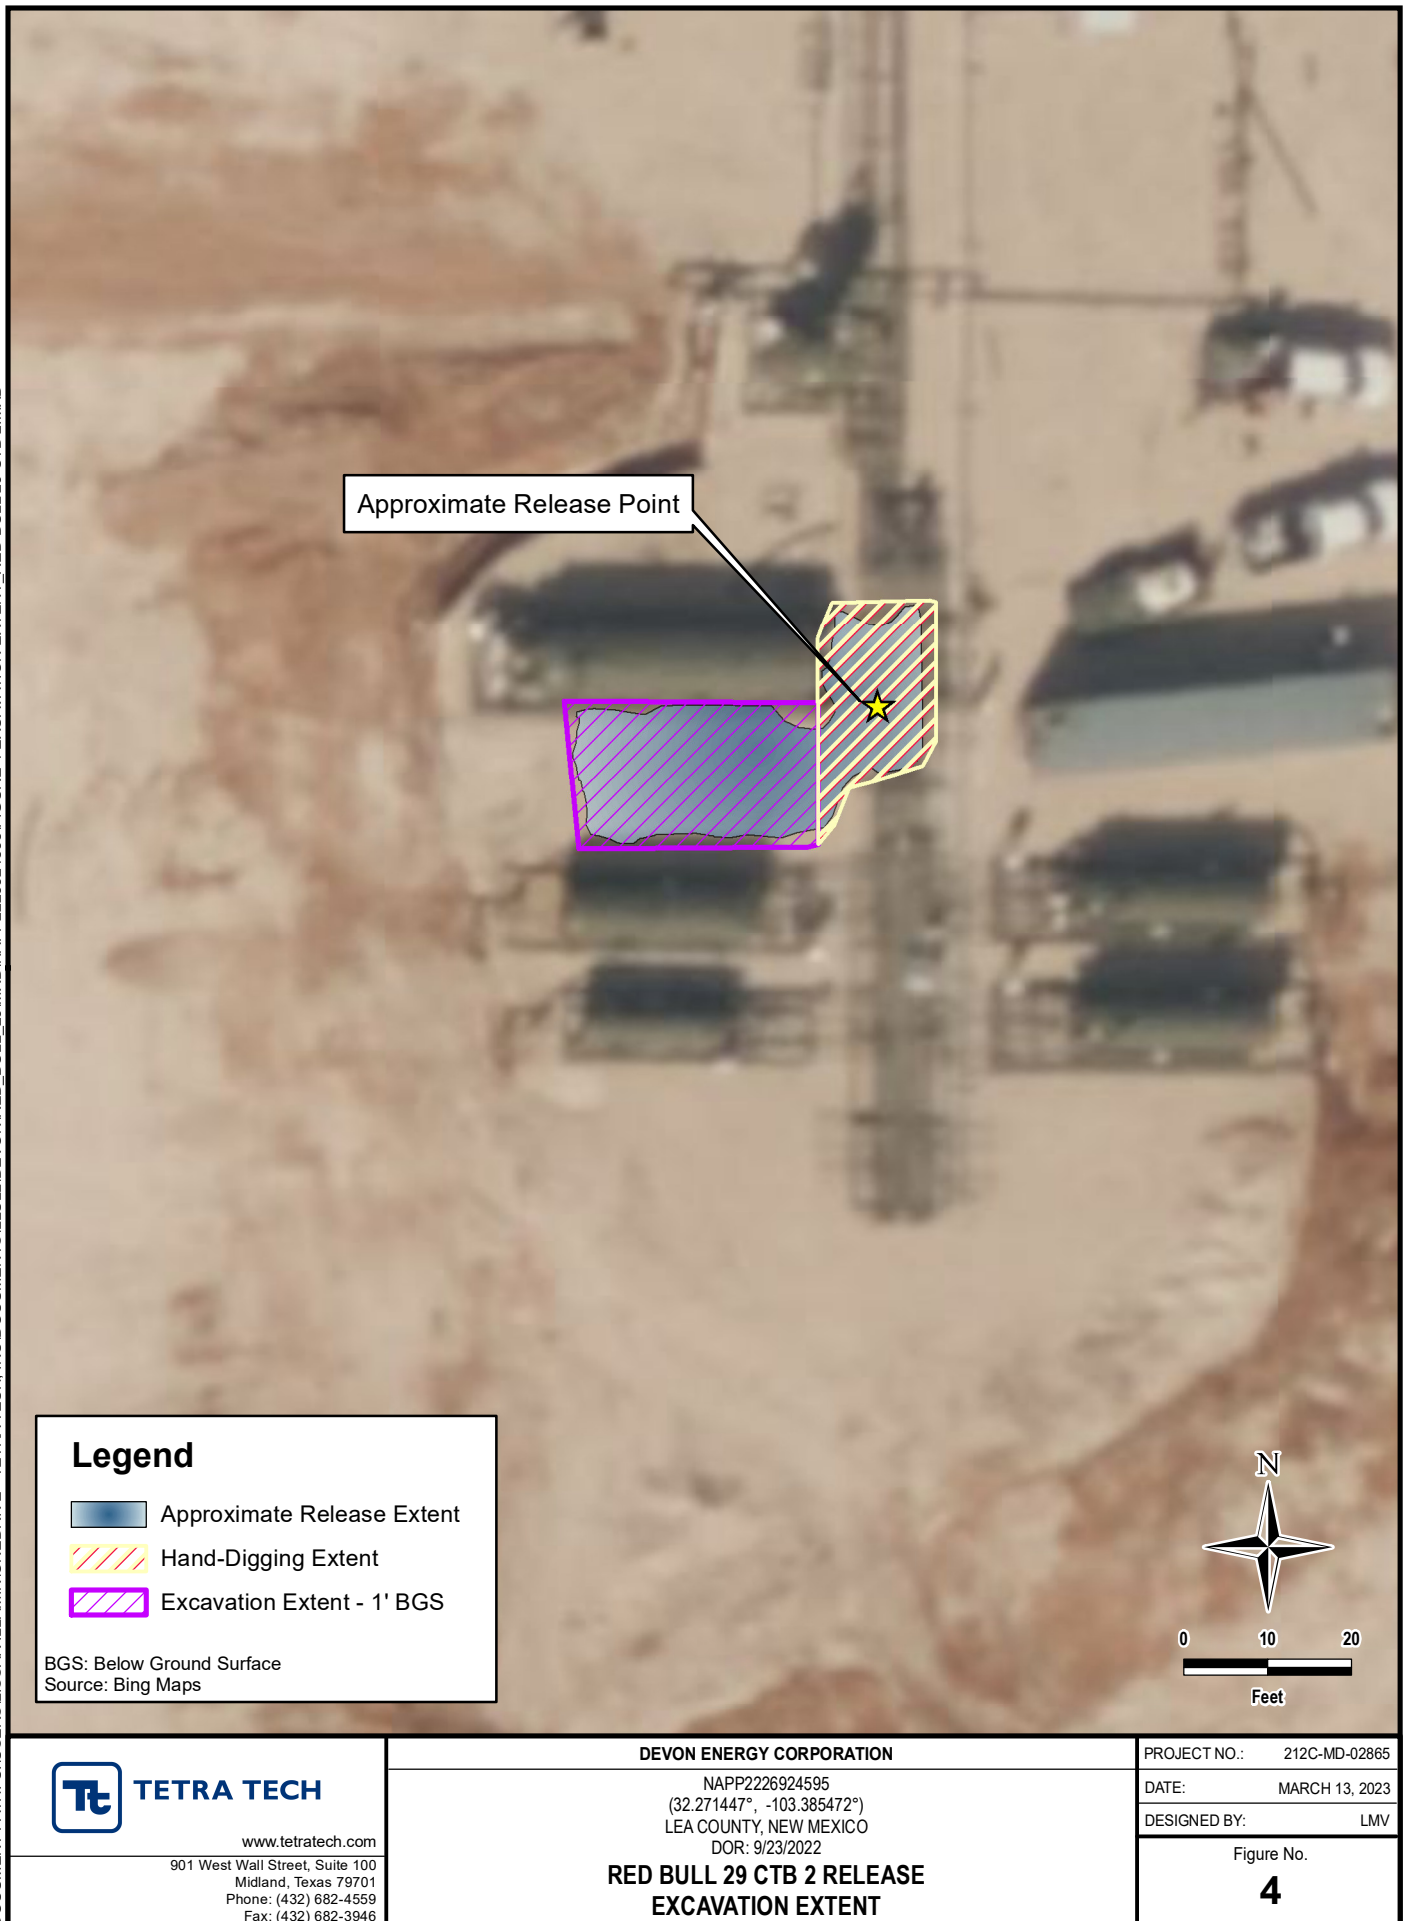 Approximate Release Point
Legend
Approximate Release Extent
Hand-Digging Extent
Excavation Extent - 1' BGS
BGS: Below Ground Surface
Source: Bing Maps
N
0 10 20
Feet
Tt TETRA TECH
www.tetratech.com
901 West Wall Street, Suite 100
Midland, Texas 79701
Phone: (432) 682-4559
Fax: (432) 682-3946
DEVON ENERGY CORPORATION
NAPP2226924595
(32.271447°, -103.385472°)
LEA COUNTY, NEW MEXICO
DOR: 9/23/2022
RED BULL 29 CTB 2 RELEASE
EXCAVATION EXTENT
PROJECT NO.: 212C-MD-02865
DATE: MARCH 13, 2023
DESIGNED BY: LMV
Figure No.
4